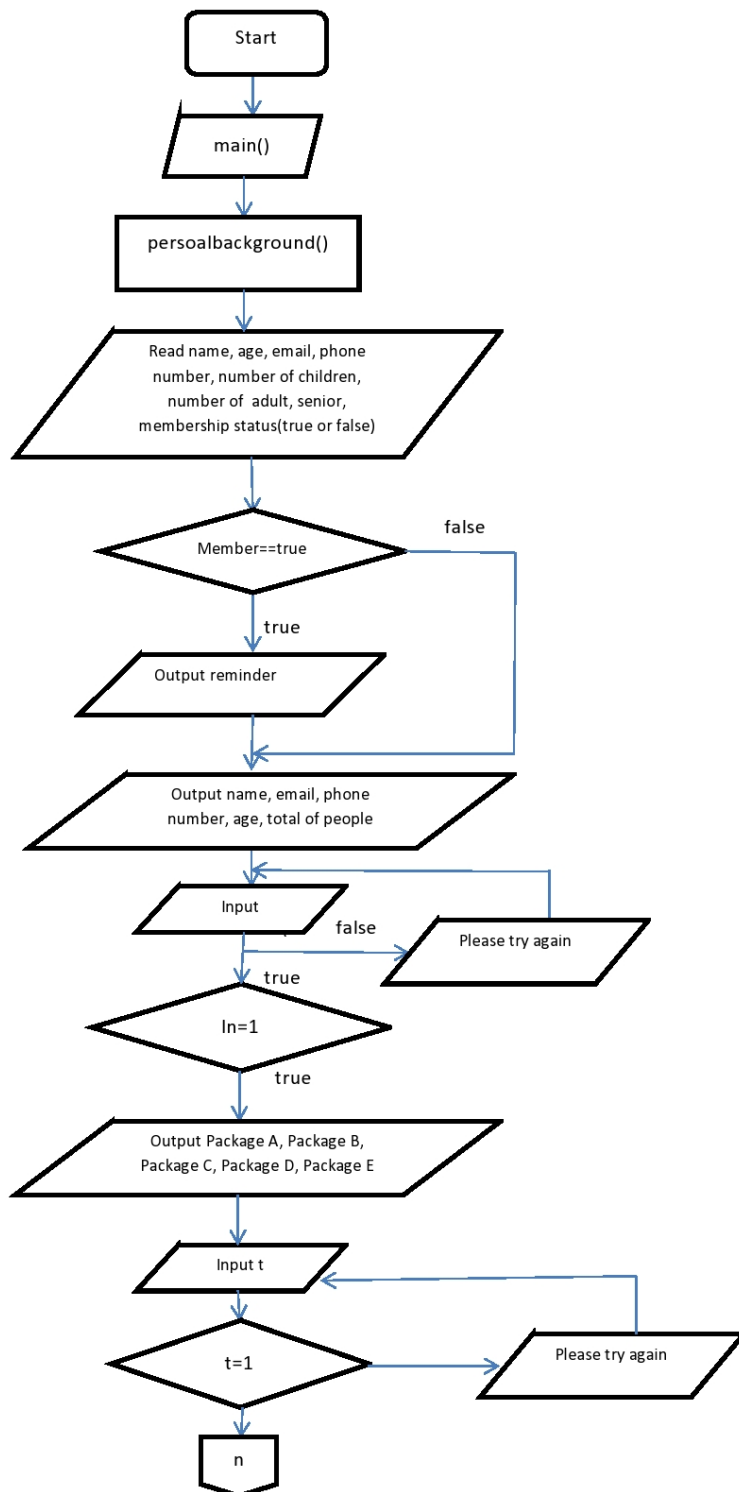 Start
main()
persoalbackground()
Read name, age, email, phone
number, number of children,
number of adult, senior,
membership status(true or false)
false
Member==true
true
Output reminder
Output name, email, phone
number, age, total of people
Input
false
Please try again
true
In=1
true
Output Package A, Package B,
Package C, Package D, Package E
Input t
t=1
Please try again
n